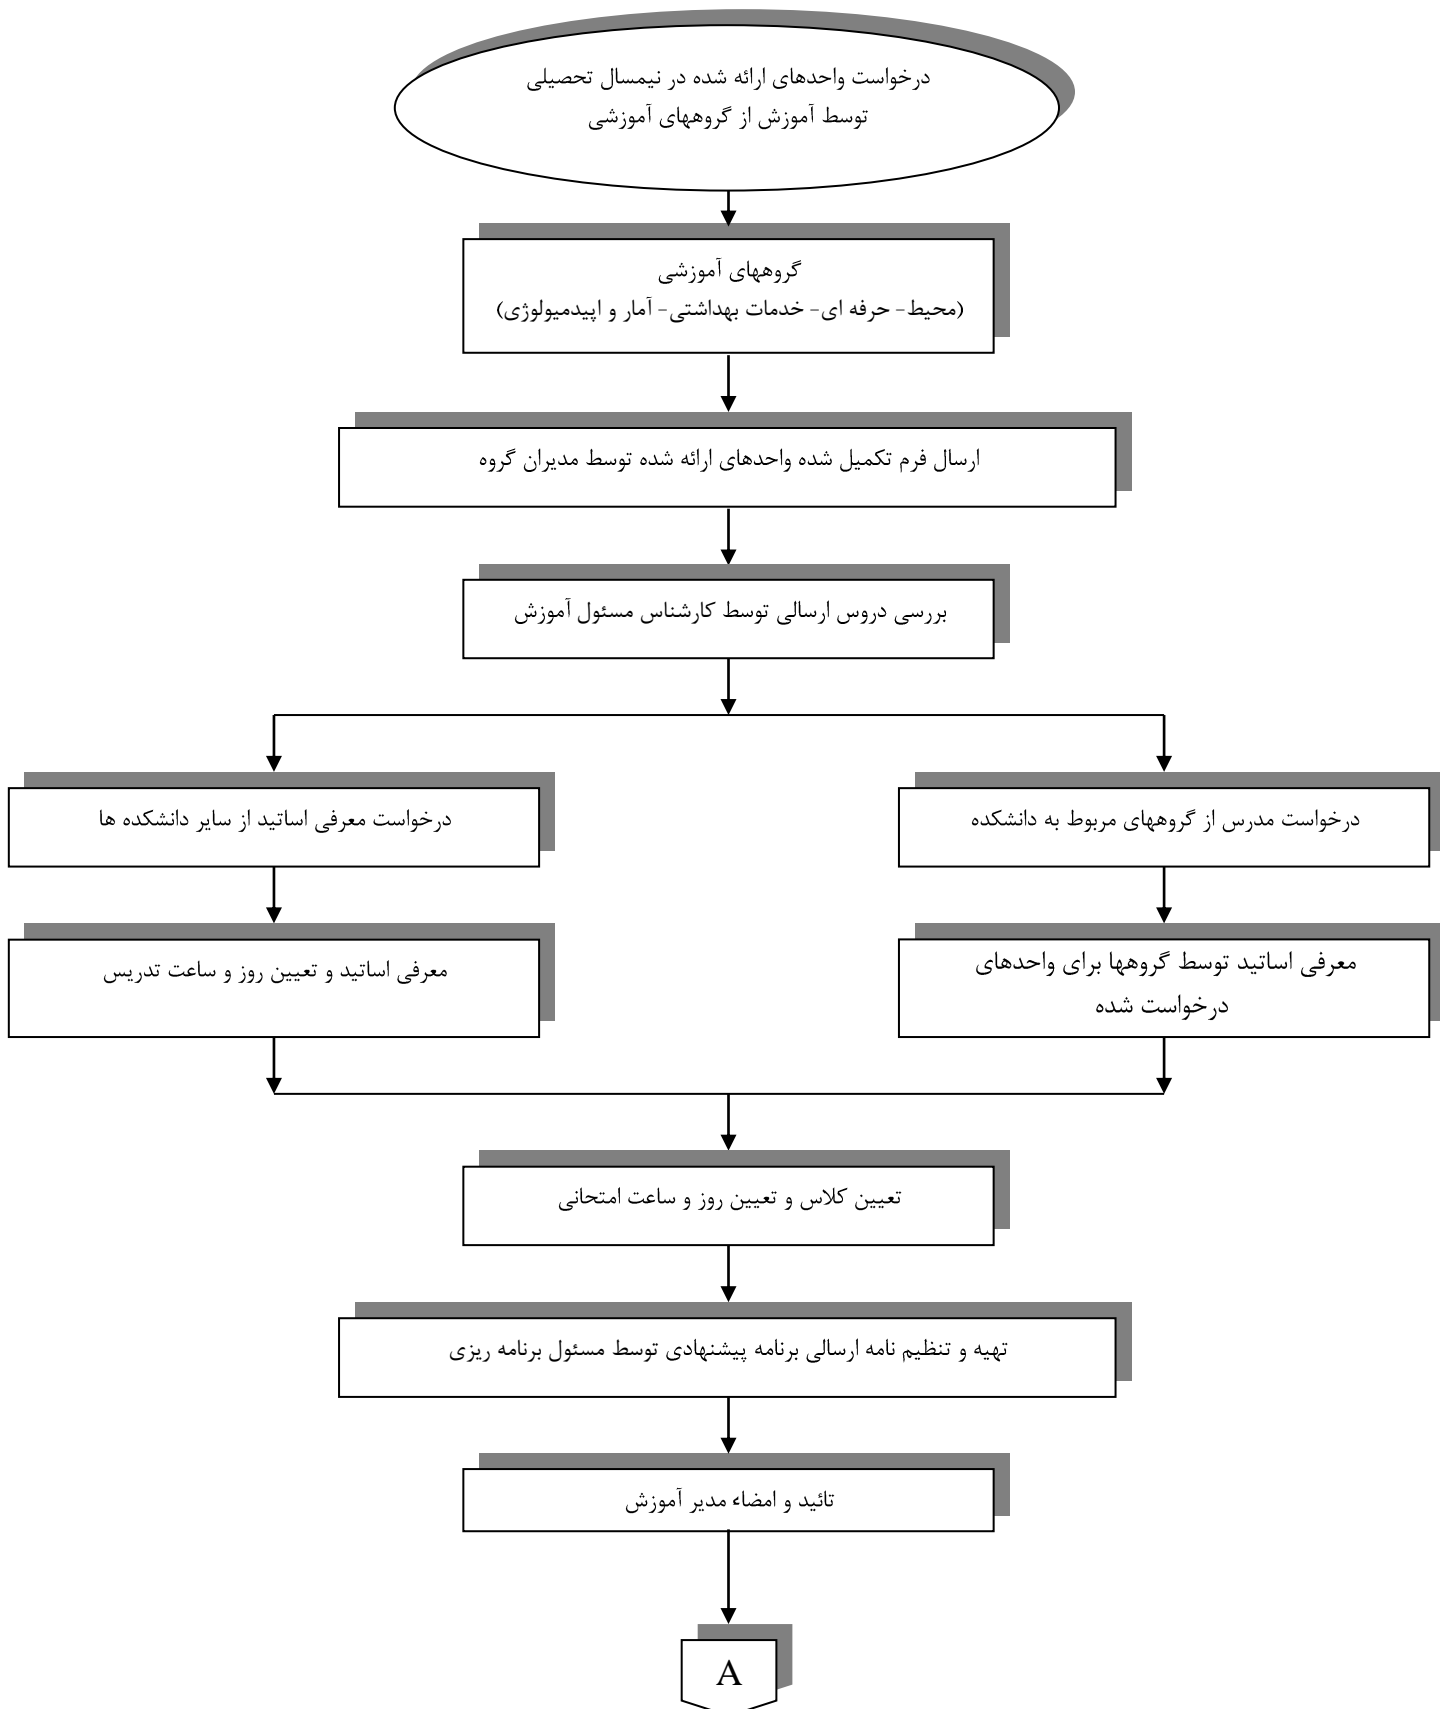 درخواست واحدهای ارائه شده در نیمسال تحصیلی
توسط آموزش از گروههای آموزشی
گروههای آموزشی
(محیط- حرفه ای- خدمات بهداشتی- آمار و اپیدمیولوژی)
ارسال فرم تکمیل شده واحدهای ارائه شده توسط مدیران گروه
بررسی دروس ارسالی توسط کارشناس مسئول آموزش
درخواست مدرس از گروههای مربوط به دانشکده
درخواست معرفی اساتید از سایر دانشکده ها
معرفی اساتید توسط گروهها برای واحدهای
درخواست شده
معرفی اساتید و تعیین روز و ساعت تدریس
تعیین کلاس و تعیین روز و ساعت امتحانی
تهیه و تنظیم نامه ارسالی برنامه پیشنهادی توسط مسئول برنامه ریزی
تائید و امضاء مدیر آموزش
A